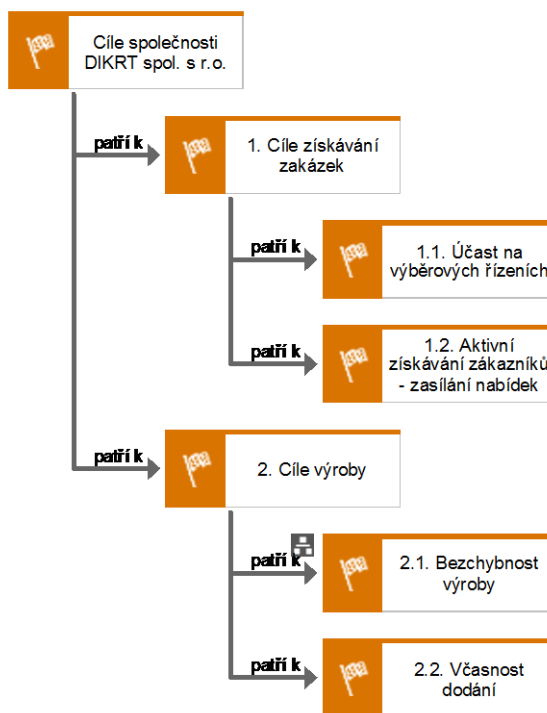 Cíle společnosti
DIKRT spol. s r.o.
patří k
1. Cíle získávání
zakázek
patří k
1.1. Účast na
výběrových řízeních
patří k
1.2. Aktivní
získávání zákazníků
- zasílání nabídek
patří k
2. Cíle výroby
patří k
2.1. Bezchybnost
výroby
patří k
2.2. Včasnost
dodání